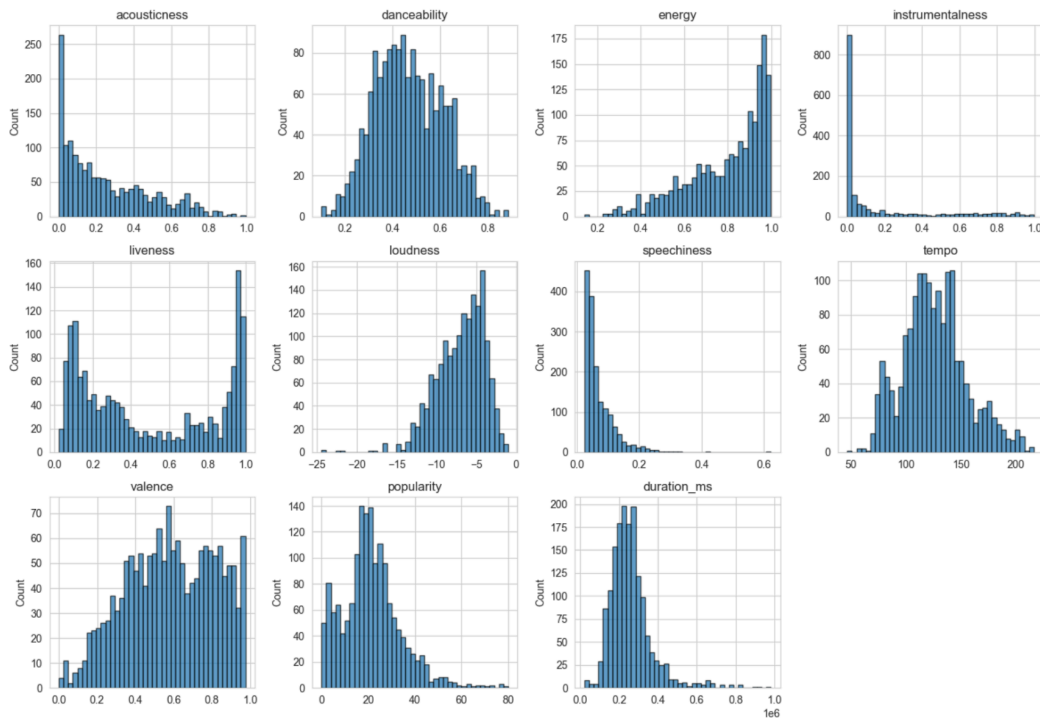 acousticness
danceability
energy
instrumentalness
Count
250
200
150
100
50
0
0.0 0.2 0.4 0.6 0.8 1.0
Count
80
60
40
20
0
0.2 0.4 0.6 0.8
Count
175
150
125
100
75
50
25
0
0.2 0.4 0.6 0.8 1.0
Count
800
600
400
200
0
0.0 0.2 0.4 0.6 0.8 1.0
liveness
loudness
speechiness
tempo
Count
160
140
120
100
80
60
40
20
0
0.0 0.2 0.4 0.6 0.8 1.0
Count
160
140
120
100
80
60
40
20
0
−25 −20 −15 −10 −5 0
Count
400
300
200
100
0
0.0 0.2 0.4 0.6
Count
100
80
60
40
20
0
50 100 150 200
valence
popularity
duration_ms
Count
70
60
50
40
30
20
10
0
0.0 0.2 0.4 0.6 0.8 1.0
Count
140
120
100
80
60
40
20
0
0 20 40 60 80
Count
200
175
150
125
100
75
50
25
0
0.0 0.2 0.4 0.6 0.8 1.0
1e6